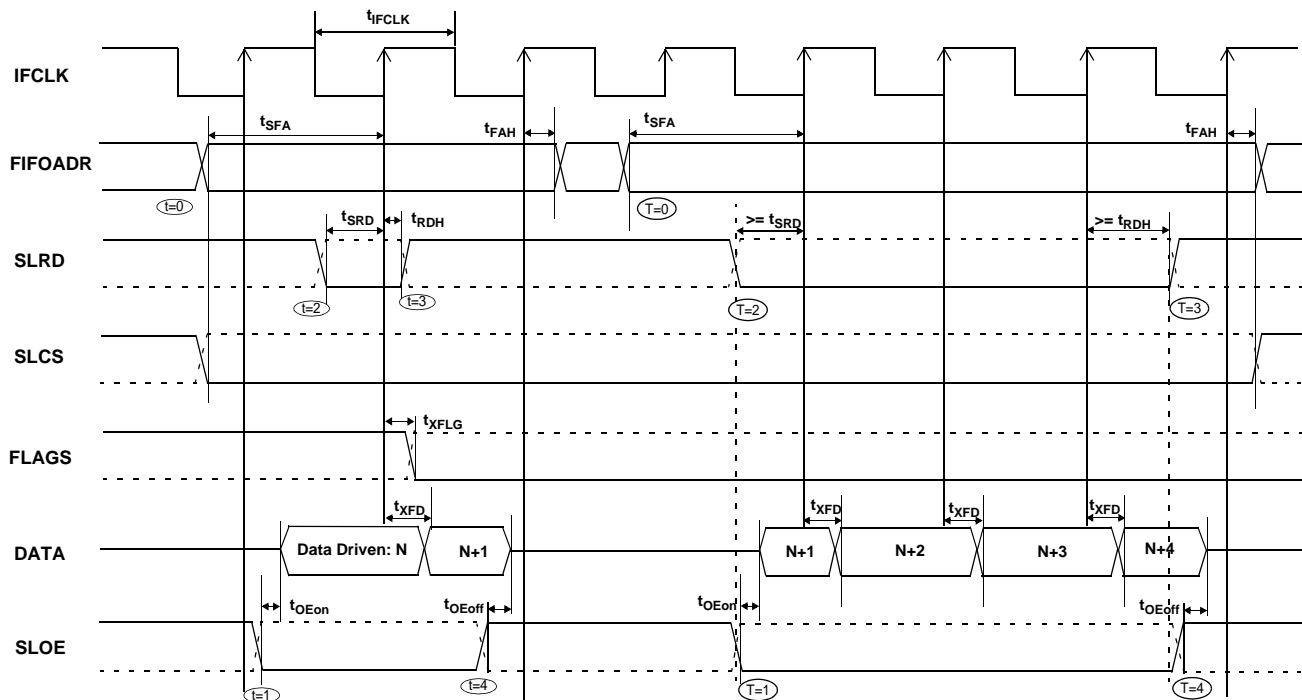 tIFCLK
IFCLK
tSFA
tFAH
tSFA
tFAH
FIFOADR
t=0
T=0
tSRD
tRDH
>= tSRD
>= tRDH
SLRD
t=2
t=3
T=2
T=3
SLCS
tXFLG
FLAGS
tXFD
tXFD
tXFD
tXFD
DATA
Data Driven: N
N+1
N+1
N+2
N+3
N+4
tOEon
tOEoff
tOEon
tOEoff
SLOE
t=1
t=4
T=1
T=4